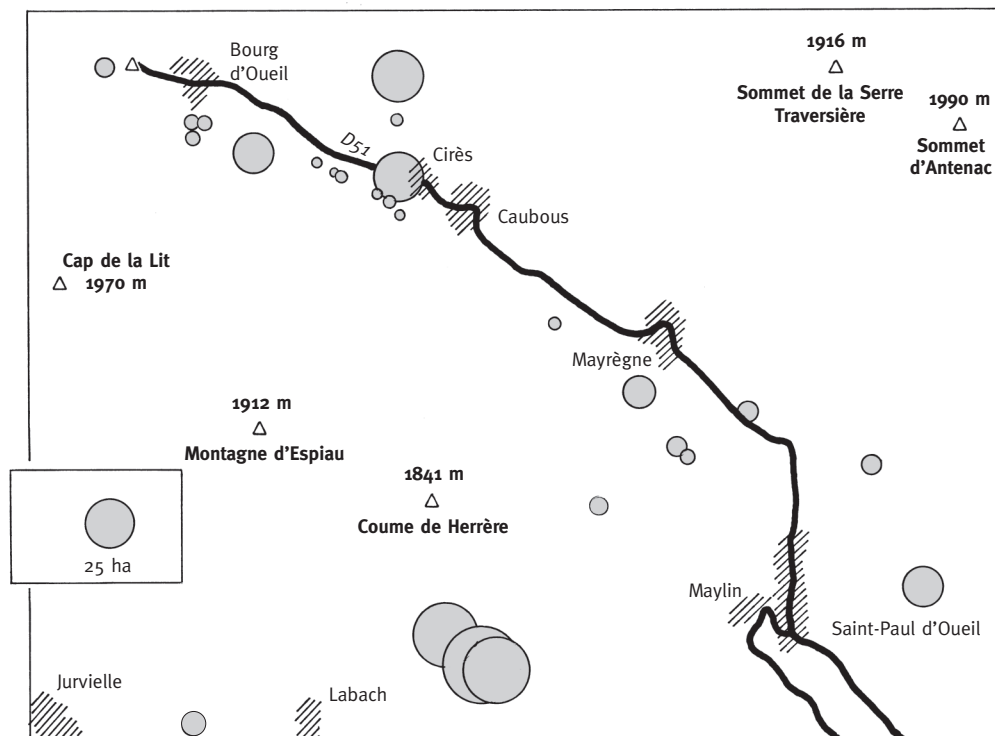 Bourg
d'Oueil
1916 m
Sommet de la Serre
Traversière
1990 m
Sommet
d'Antenac
D51
Cirès
Caubous
Cap de la Lit
1970 m
Mayrègne
1912 m
Montagne d'Espiau
1841 m
Coume de Herrère
25 ha
Maylin
Saint-Paul d'Oueil
Jurvielle
Labach